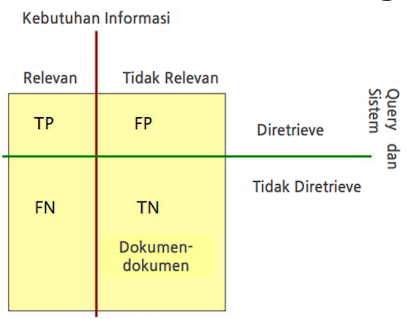 Kebutuhan Informasi
Relevan
Tidak Relevan
TP
FP
Diretrieve
Query dan
Sistem
Tidak Diretrieve
FN
TN
Dokumen-
dokumen